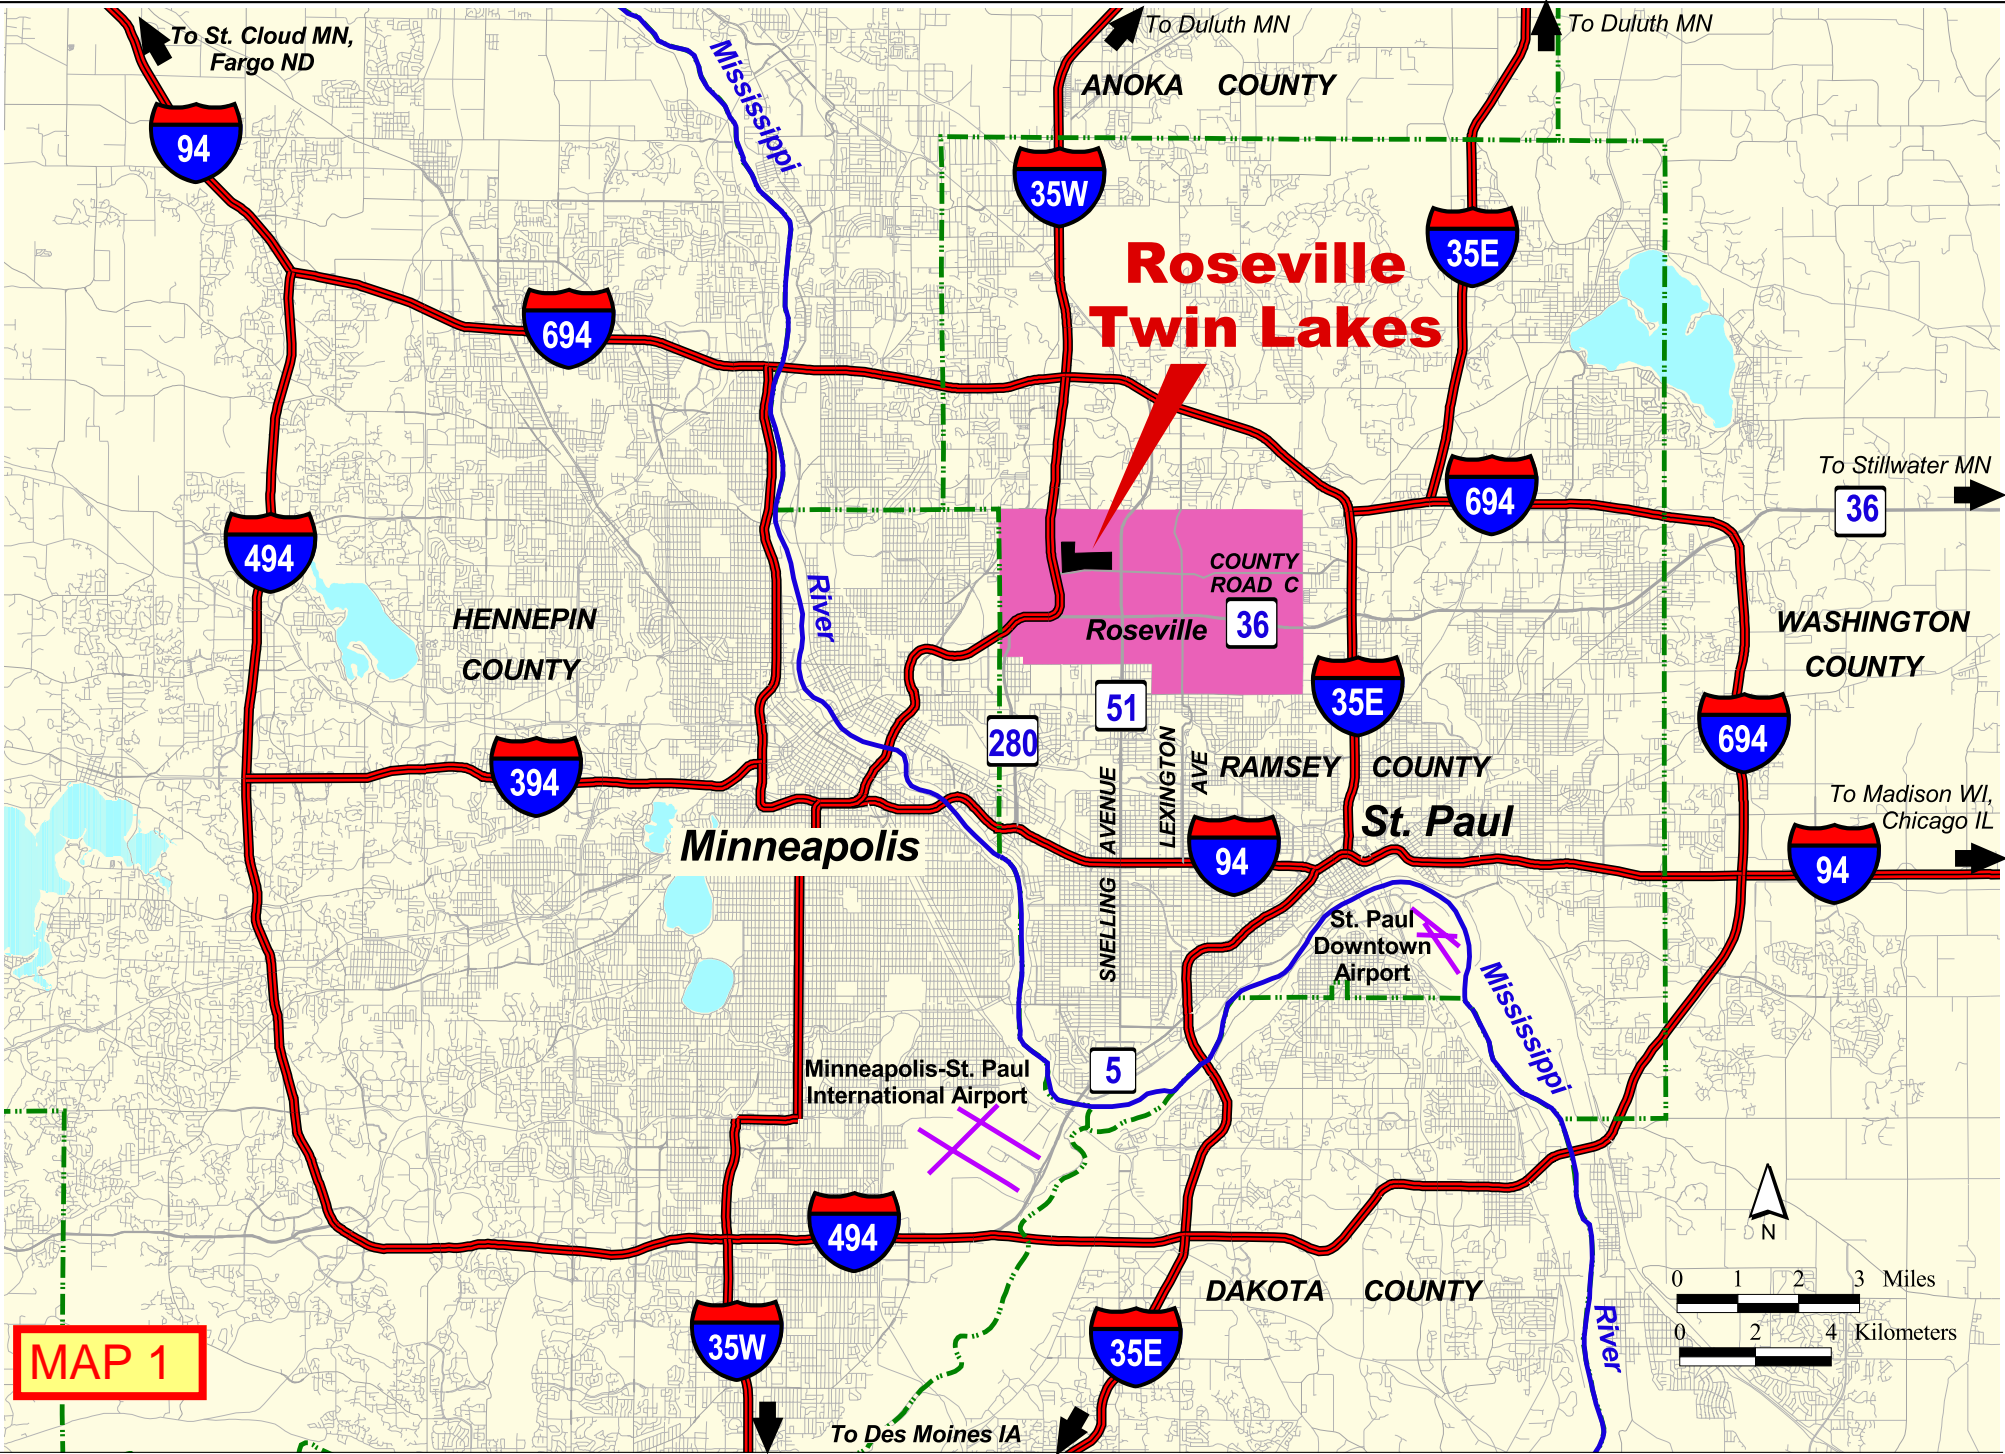 To St. Cloud MN,
Fargo ND
To Duluth MN
To Duluth MN
Mississippi
ANOKA COUNTY
94
35W
35E
Roseville
Twin Lakes
694
To Stillwater MN
694
36
494
COUNTY
ROAD C
River
HENNEPIN
COUNTY
Roseville
36
WASHINGTON
COUNTY
51
35E
280
694
394
LEXINGTON
AVE
RAMSEY COUNTY
To Madison WI,
Chicago IL
Minneapolis
St. Paul
94
94
SNELLING AVENUE
St. Paul
Downtown
Airport
Mississippi
Minneapolis-St. Paul
International Airport
5
494
N
DAKOTA COUNTY
0 1 2 3 Miles
0 2 4 Kilometers
River
35W
35E
MAP 1
To Des Moines IA